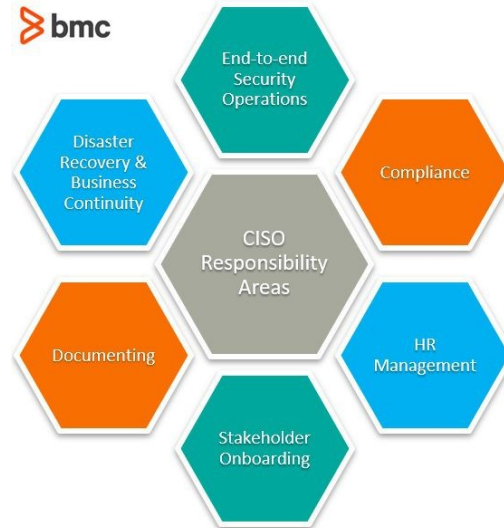 bmc
End-to-end
Security
Operations
Disaster
Recovery &
Business
Continuity
Compliance
CISO
Responsibility
Areas
Documenting
HR
Management
Stakeholder
Onboarding